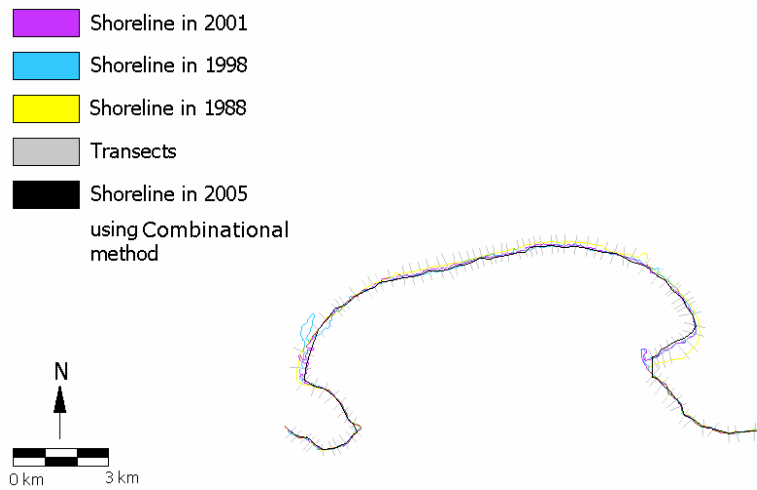 Shoreline in 2001
Shoreline in 1998
Shoreline in 1988
Transects
Shoreline in 2005
using Combinational
method
N
0 km 3 km